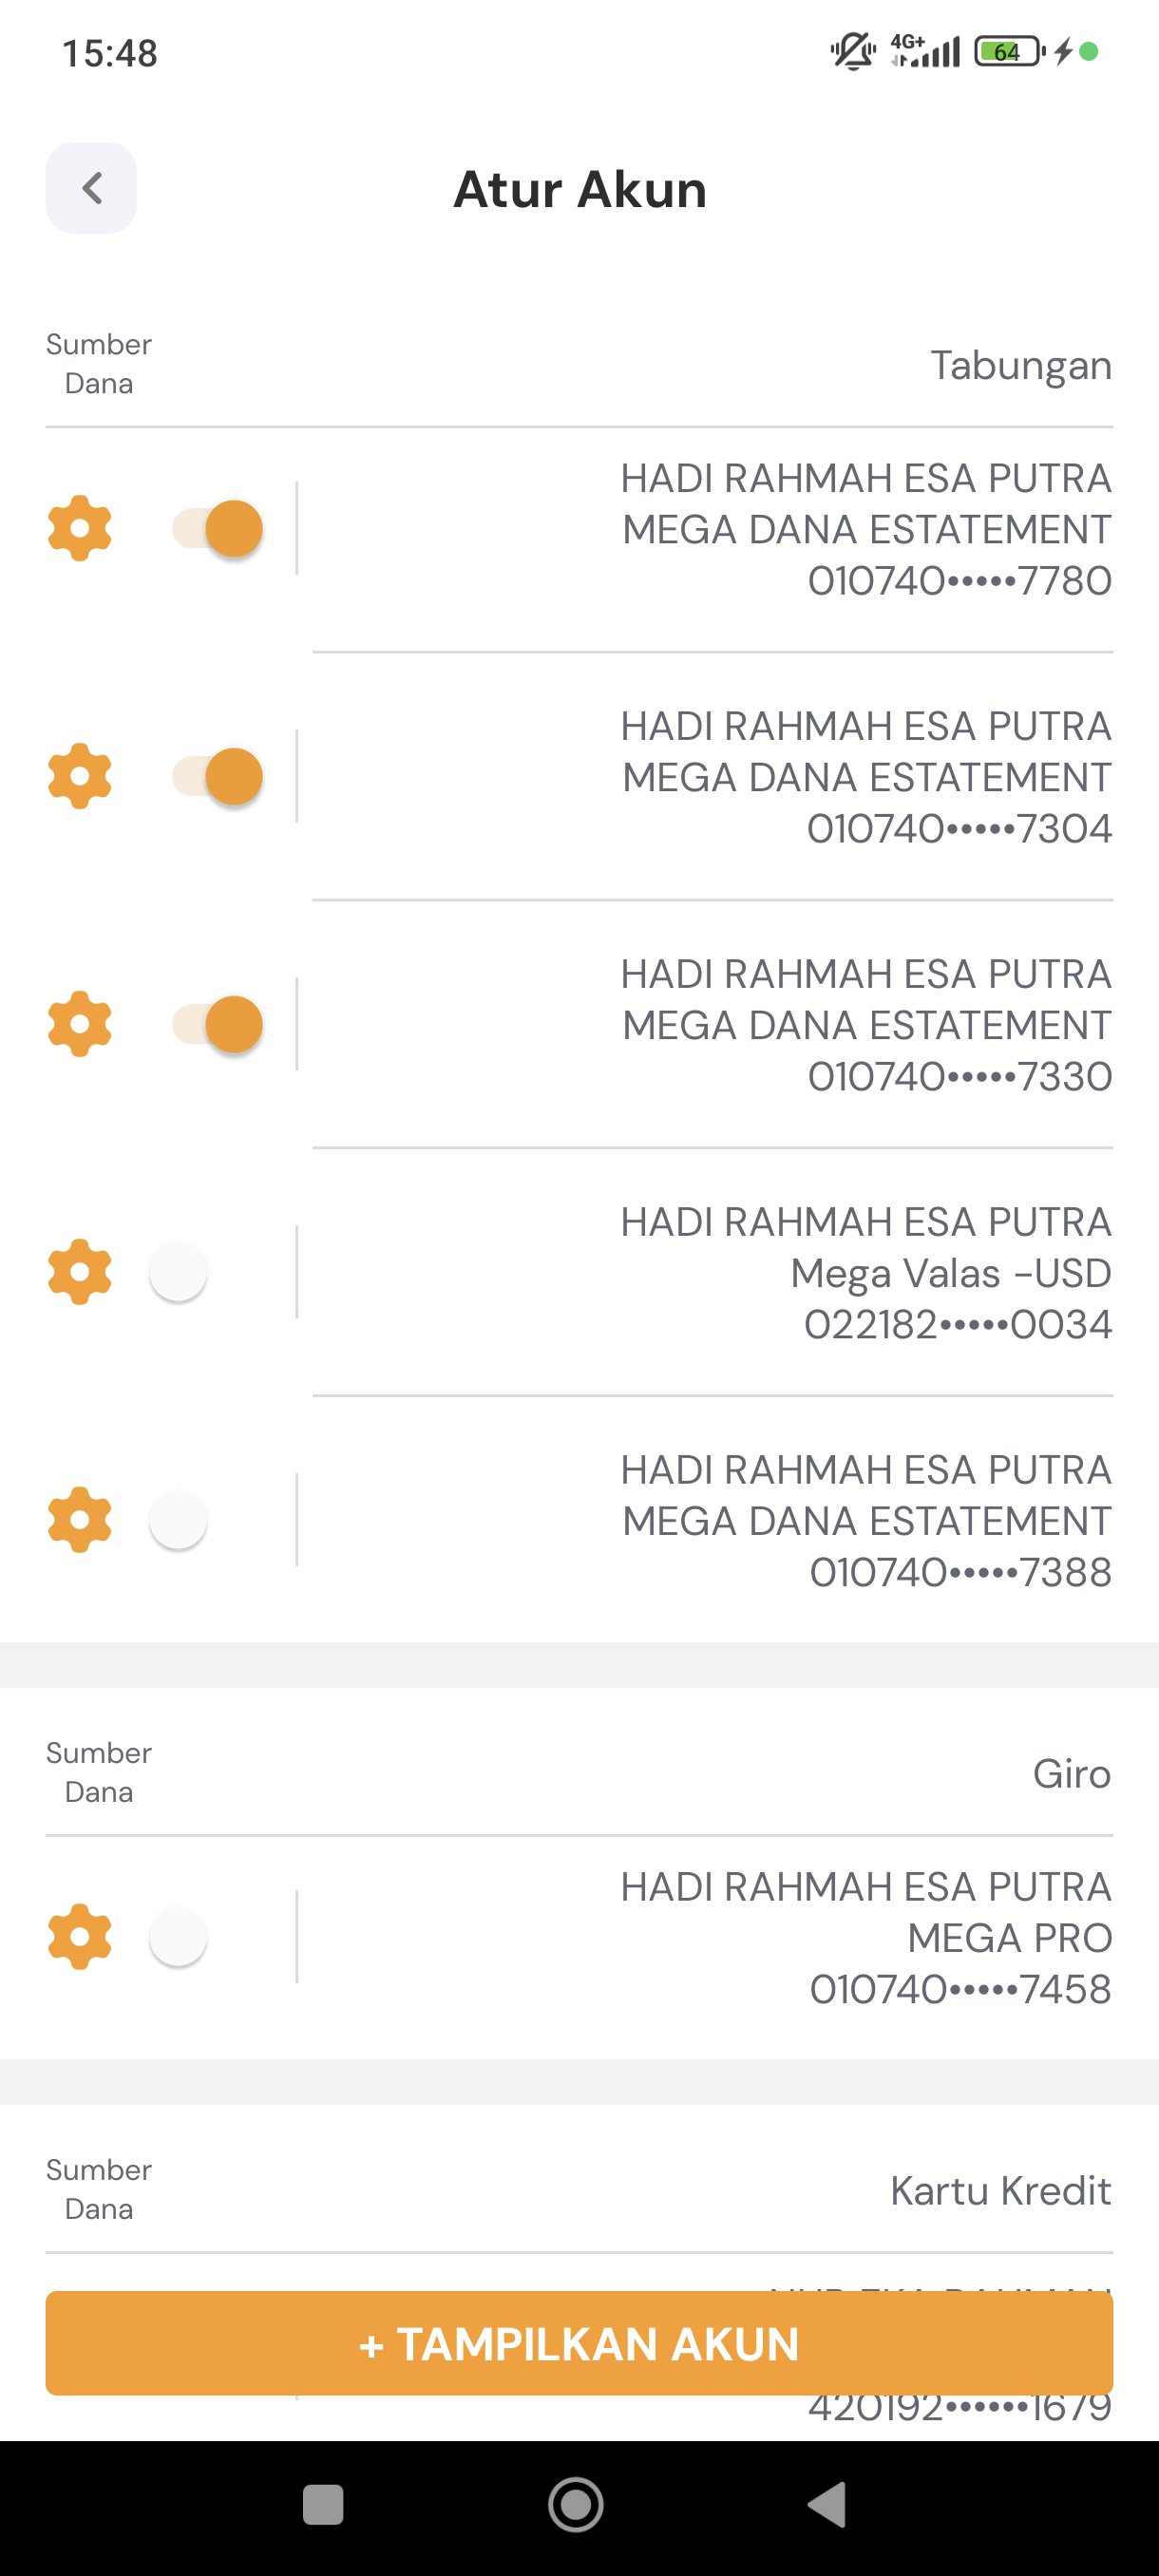 15:48
4G+
64
Atur Akun
Sumber
Dana
Tabungan
HADI RAHMAH ESA PUTRA
MEGA DANA ESTATEMENT
010740•••••7780
HADI RAHMAH ESA PUTRA
MEGA DANA ESTATEMENT
010740•••••7304
HADI RAHMAH ESA PUTRA
MEGA DANA ESTATEMENT
010740•••••7330
HADI RAHMAH ESA PUTRA
Mega Valas -USD
022182•••••0034
HADI RAHMAH ESA PUTRA
MEGA DANA ESTATEMENT
010740•••••7388
Sumber
Dana
Giro
HADI RAHMAH ESA PUTRA
MEGA PRO
010740•••••7458
Sumber
Dana
Kartu Kredit
+ TAMPILKAN AKUN
420192••••••1679